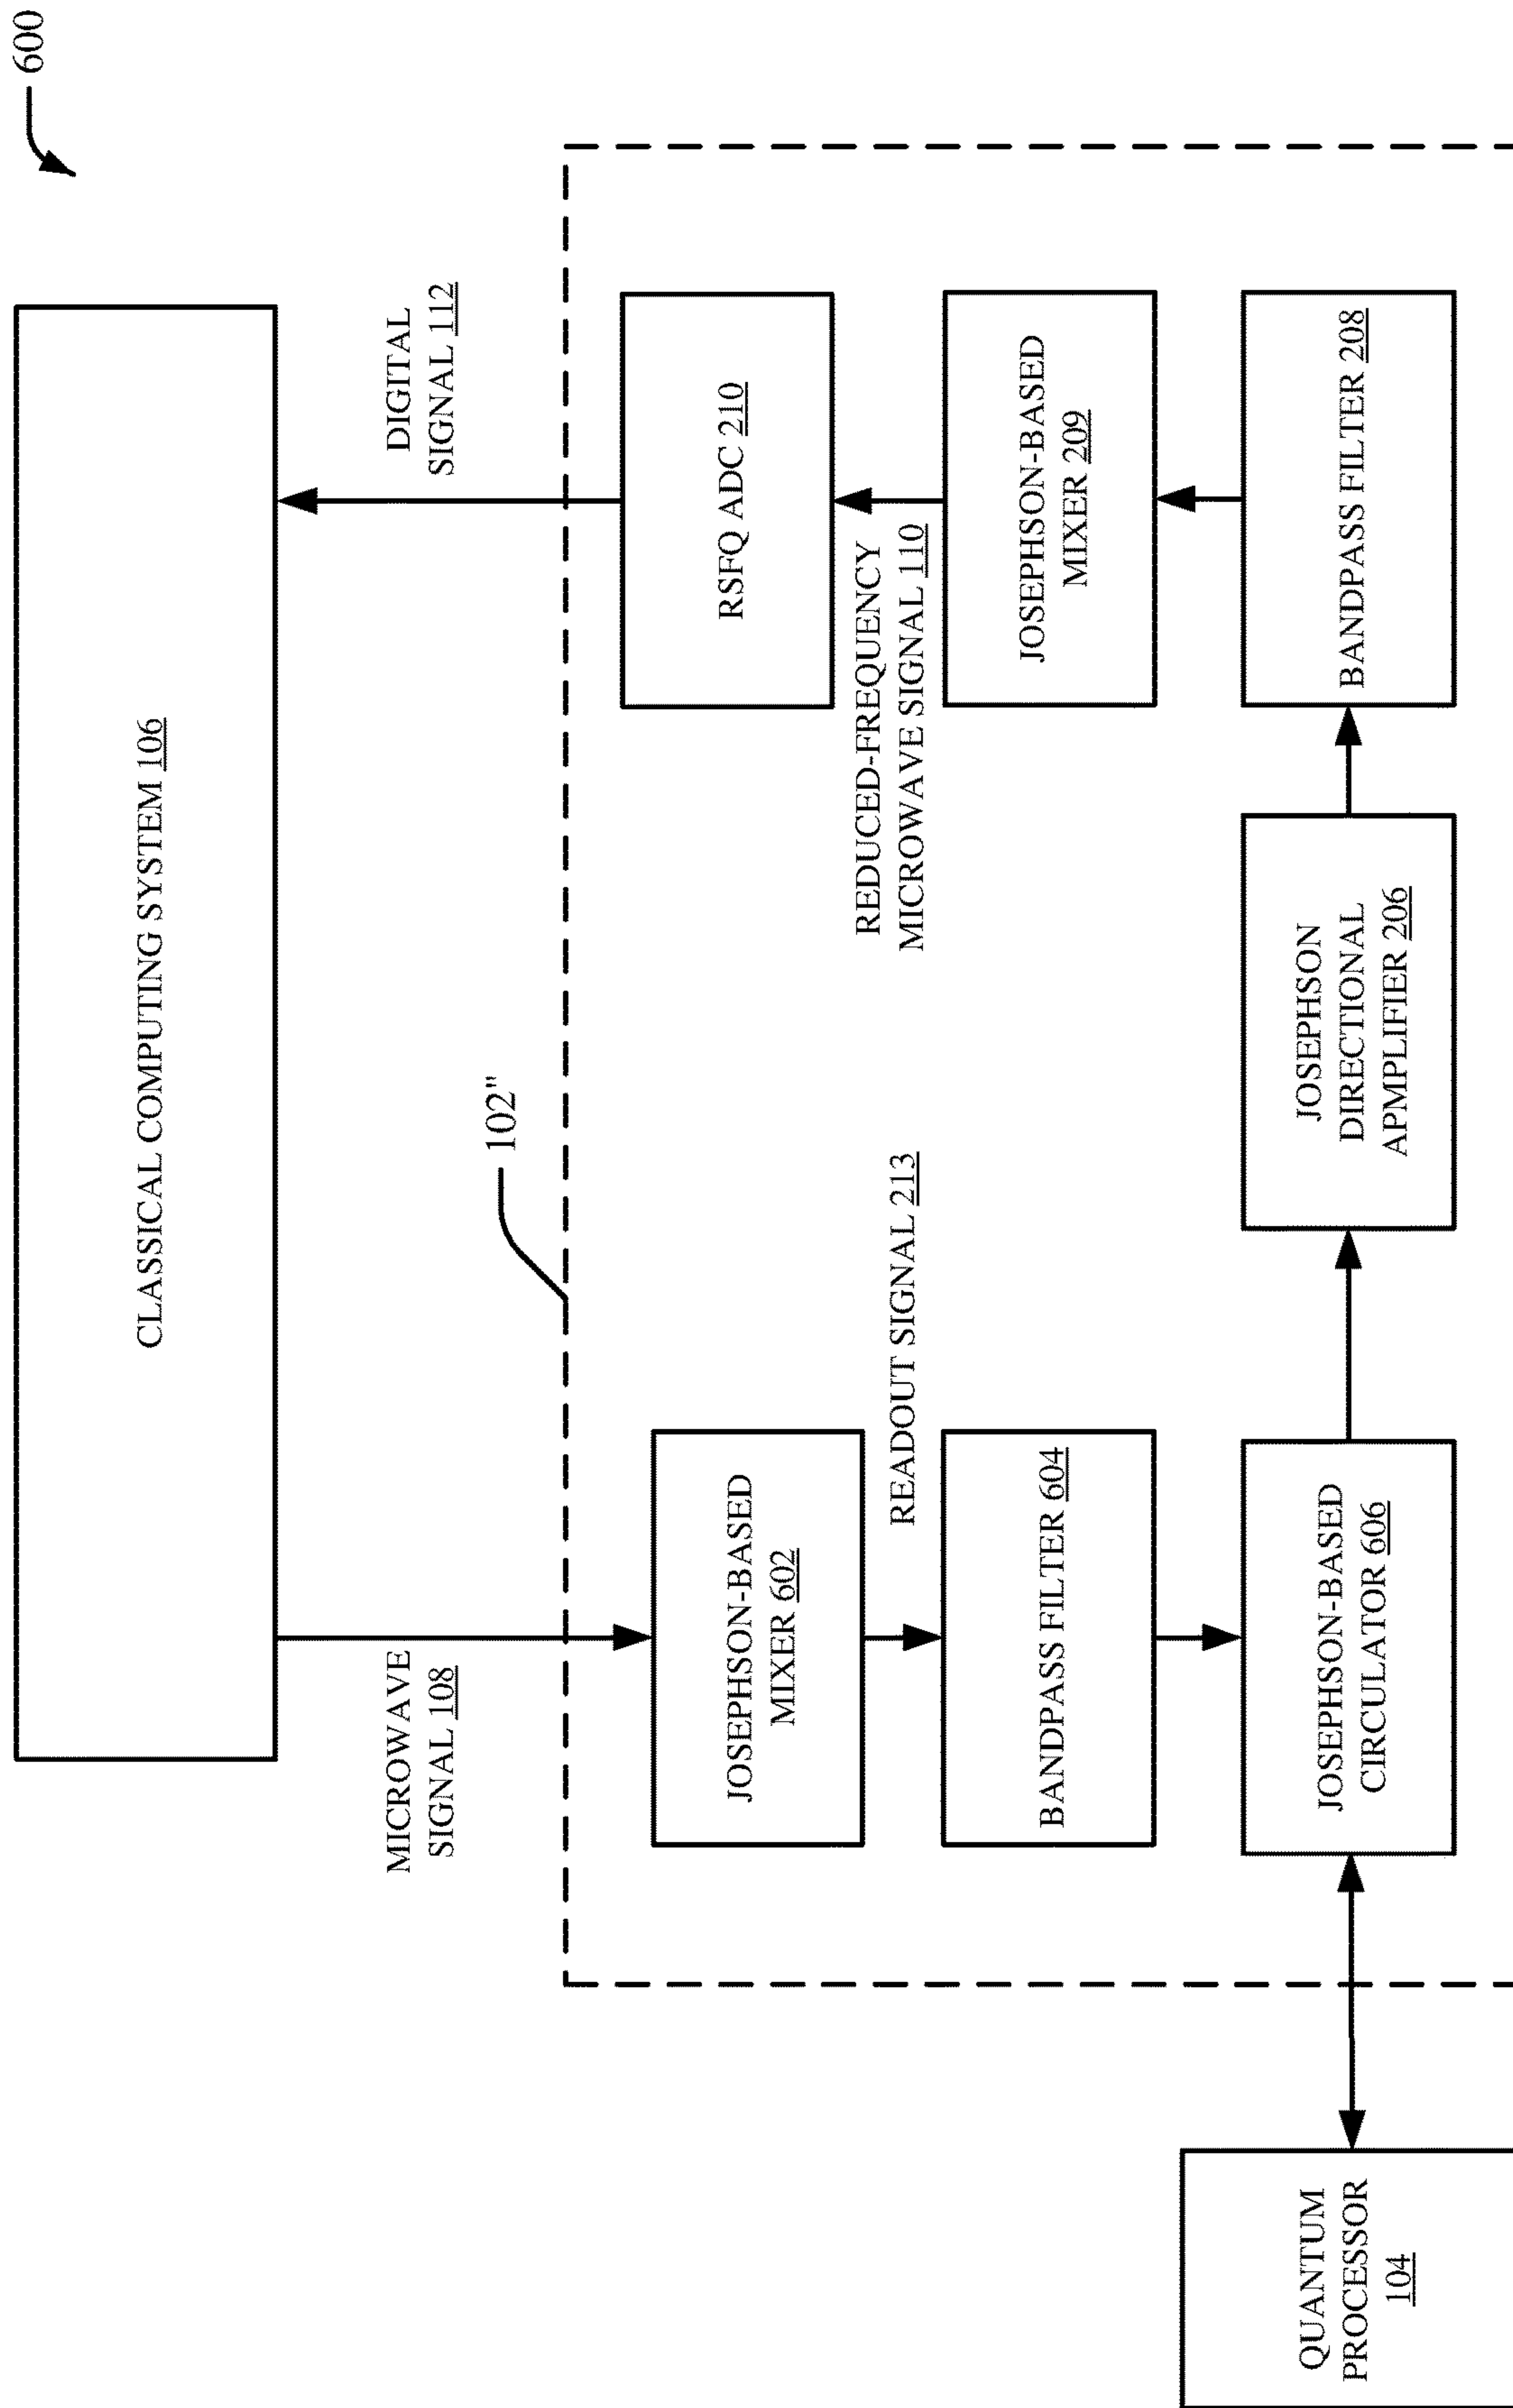 600
CLASSICAL COMPUTING SYSTEM 106
MICROWAVE
SIGNAL 108
DIGITAL
SIGNAL 112
102"
JOSEPHSON-BASED
MIXER 602
READOUT SIGNAL 213
BANDPASS FILTER 604
JOSEPHSON-BASED
CIRCULATOR 606
QUANTUM
PROCESSOR
104
JOSEPHSON
DIRECTIONAL
APMPLIFIER 206
BANDPASS FILTER 208
JOSEPHSON-BASED
MIXER 209
REDUCED-FREQUENCY
MICROWAVE SIGNAL 110
RSFQ ADC 210